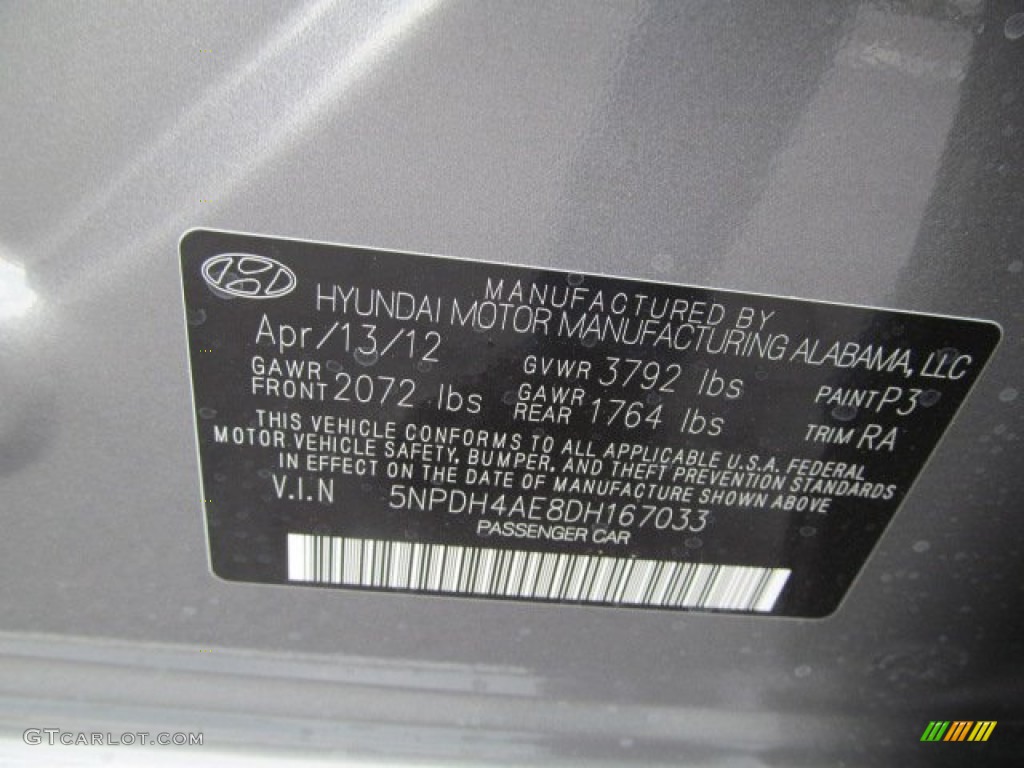 MANUFACTURED BY
HYUNDAI MOTOR MANUFACTURING ALABAMA, LLC
Apr/13/12
GVWR 3792 lbs
PAINT P3
GAWR FRONT 2072 lbs
GAWR REAR 1764 lbs
TRIM RA
THIS VEHICLE CONFORMS TO ALL APPLICABLE U.S.A. FEDERAL
MOTOR VEHICLE SAFETY, BUMPER, AND THEFT PREVENTION STANDARDS
IN EFFECT ON THE DATE OF MANUFACTURE SHOWN ABOVE
V.I.N 5NPDH4AE8DH167033
PASSENGER CAR
GTCARLOT.COM